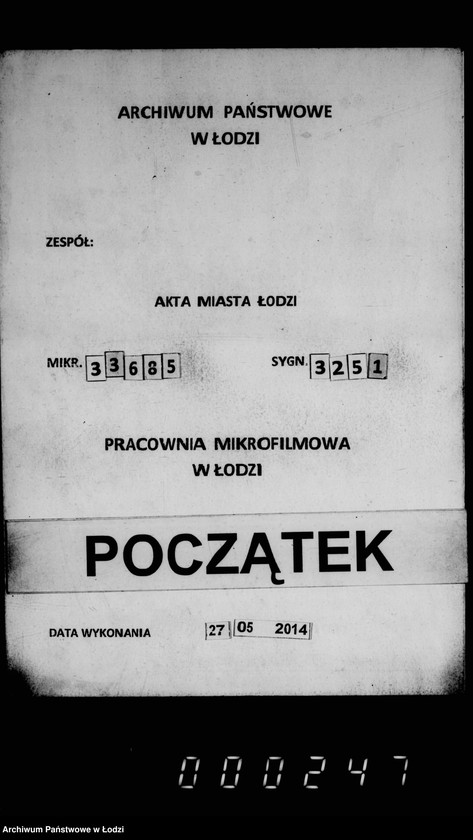 ARCHIWUM PAŃSTWOWE
W ŁODZI
ZESPÓŁ:
AKTA MIASTA ŁODZI
MIKR. 33685 SYGN. 3251
PRACOWNIA MIKROFILMOWA
W ŁODZI
POCZĄTEK
DATA WYKONANIA 27 05 2014
000247
Archiwum Państwowe w Łodzi